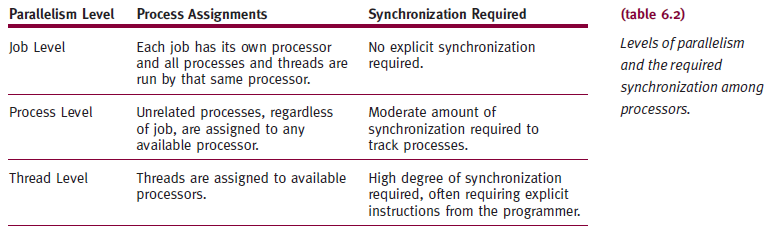 Parallelism Level Process Assignments Synchronization Required
Job Level
Each job has its own processor
and all processes and threads are
run by that same processor.
No explicit synchronization
required.
Process Level
Unrelated processes, regardless
of job, are assigned to any
available processor.
Moderate amount of
synchronization required to
track processes.
Thread Level
Threads are assigned to available
processors.
High degree of synchronization
required, often requiring explicit
instructions from the programmer.
(table 6.2)
Levels of parallelism
and the required
synchronization among
processors.